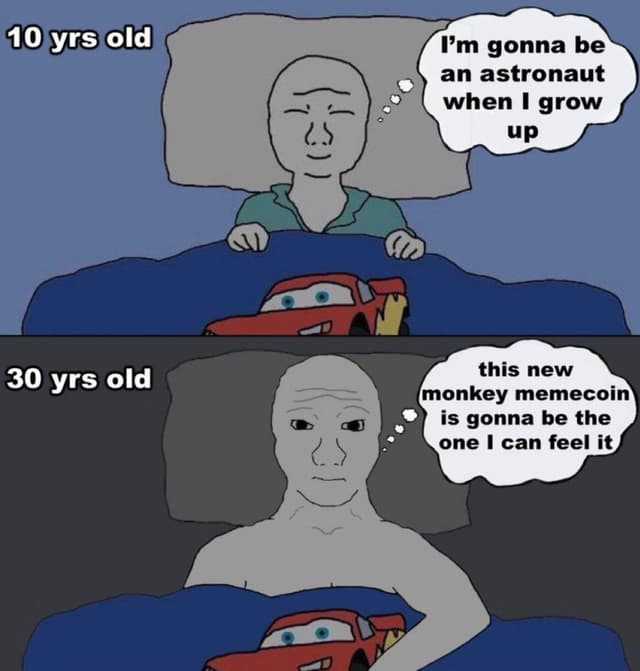 10 yrs old
I'm gonna be
an astronaut
when I grow
up
30 yrs old
this new
monkey memecoin
is gonna be the
one I can feel it